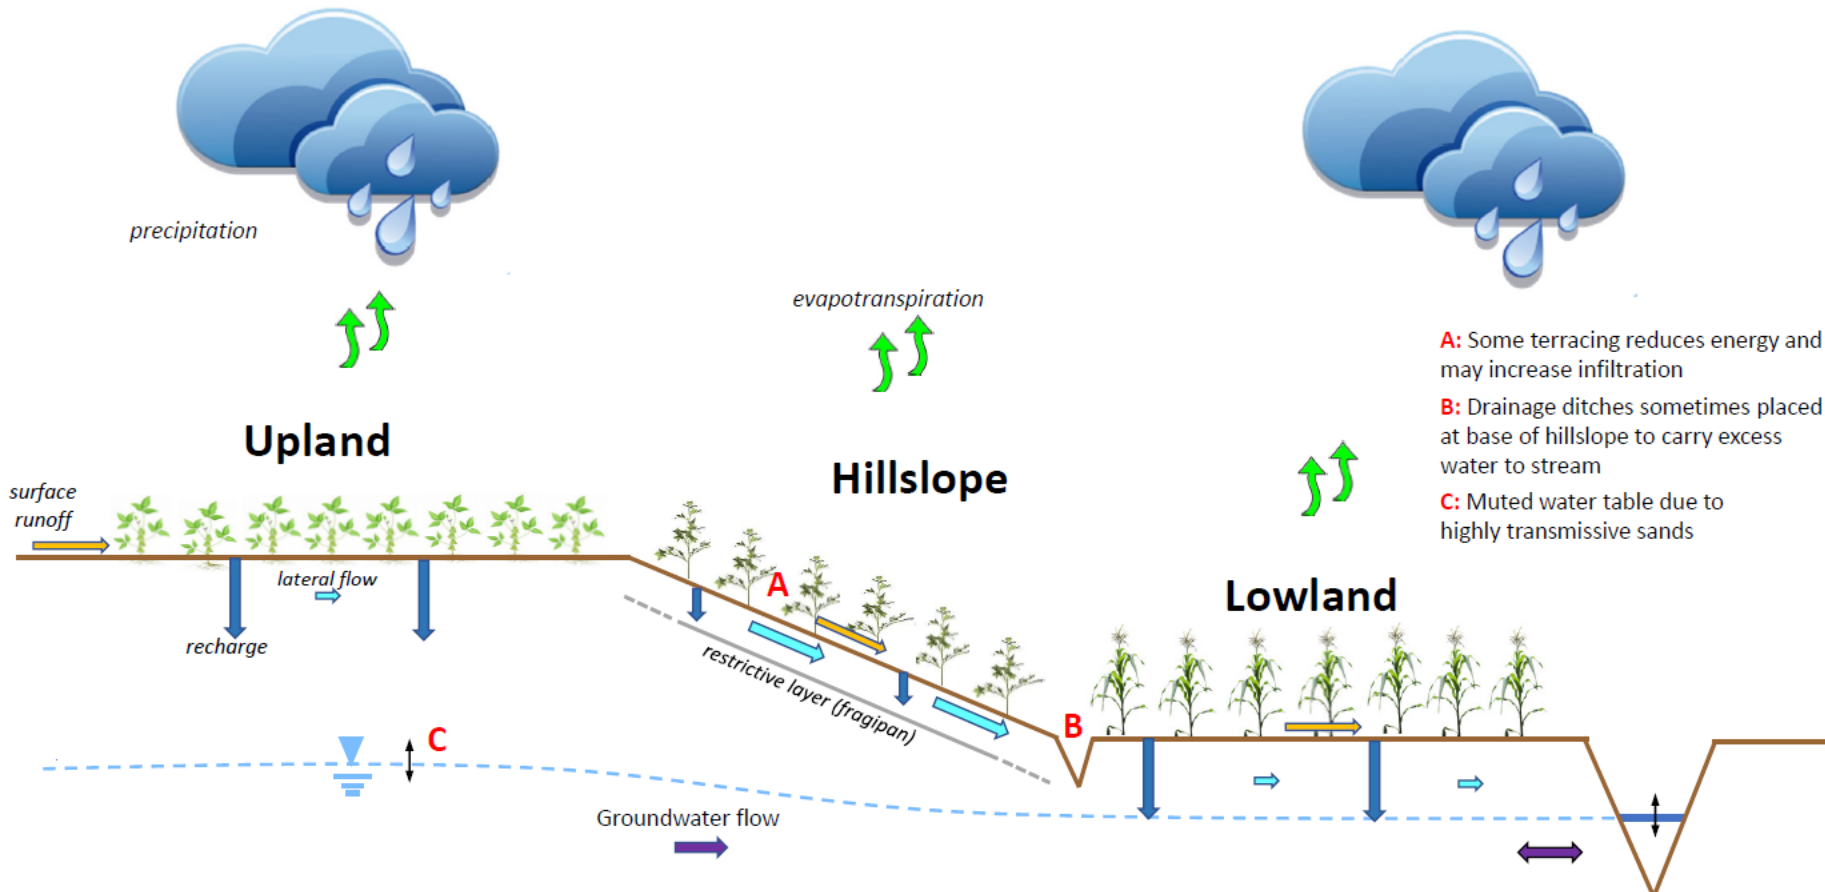 precipitation
evapotranspiration
A: Some terracing reduces energy and
may increase infiltration
B: Drainage ditches sometimes placed
at base of hillslope to carry excess
water to stream
C: Muted water table due to
highly transmissive sands
Upland
Hillslope
surface
runoff
lateral flow
A
Lowland
recharge
restrictive layer (fragipan)
B
C
Groundwater flow